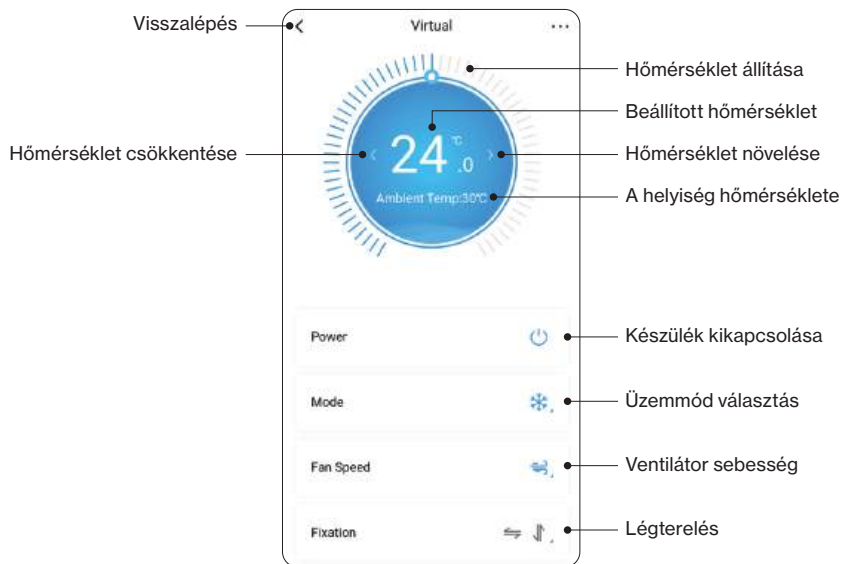 Visszalépés
Virtual
Hőmérséklet állítása
Beállított hőmérséklet
Hőmérséklet csökkentése
24.0 °C
Hőmérséklet növelése
Ambient Temp:30°C
A helyiség hőmérséklete
Power
Készülék kikapcsolása
Mode
Üzemmód választás
Fan Speed
Ventilátor sebesség
Fixation
Légterelés